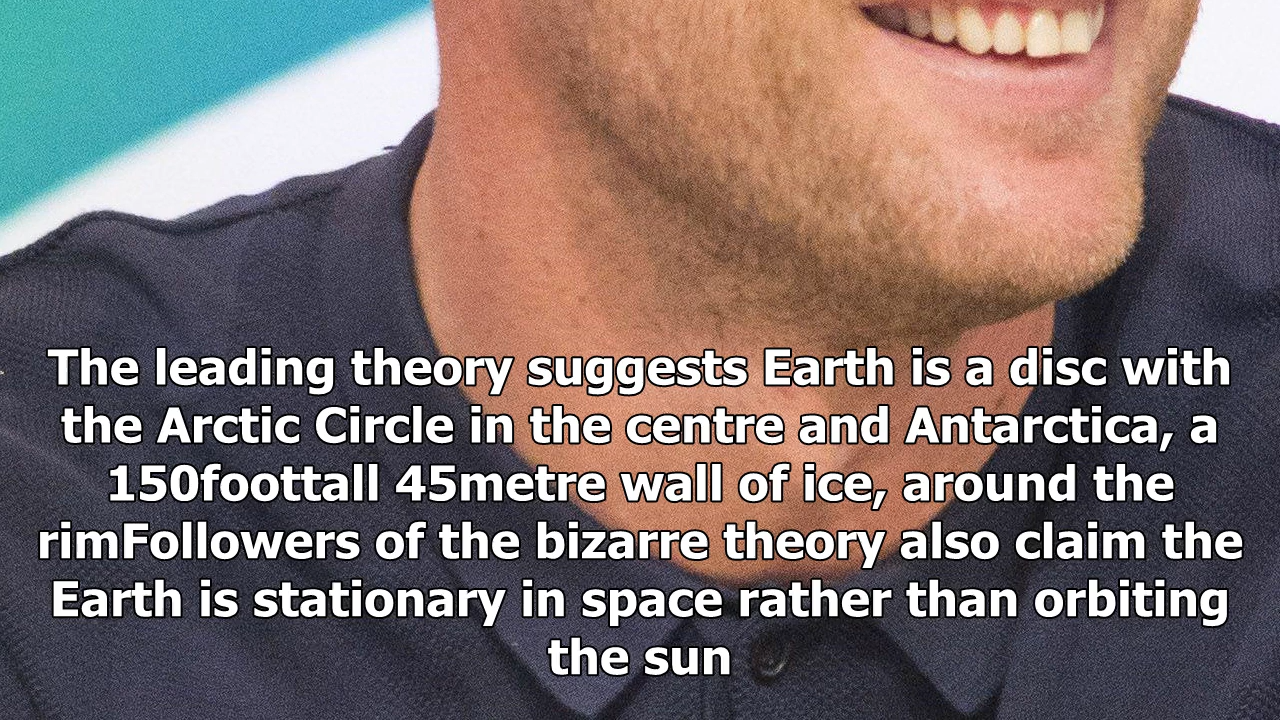 The leading theory suggests Earth is a disc with
the Arctic Circle in the centre and Antarctica, a
150foottall 45metre wall of ice, around the
rimFollowers of the bizarre theory also claim the
Earth is stationary in space rather than orbiting
the sun